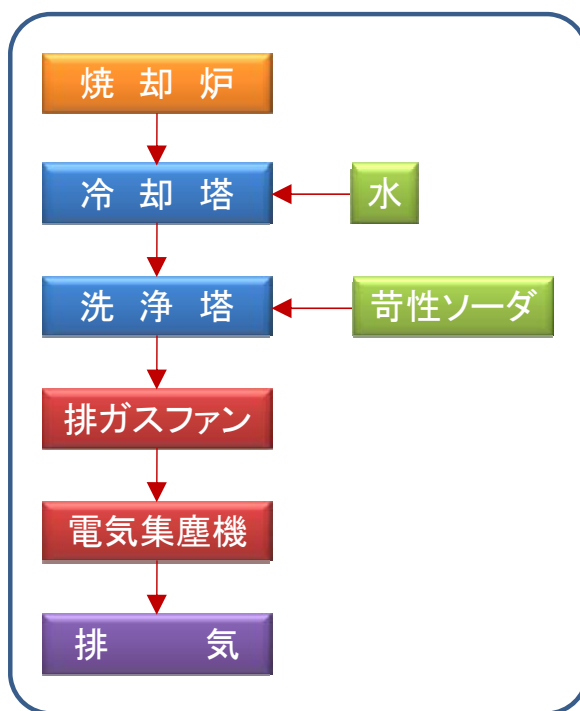 焼 却 炉
冷 却 塔
水
洗 浄 塔
苛性ソーダ
排ガスファン
電気集塵機
排 気